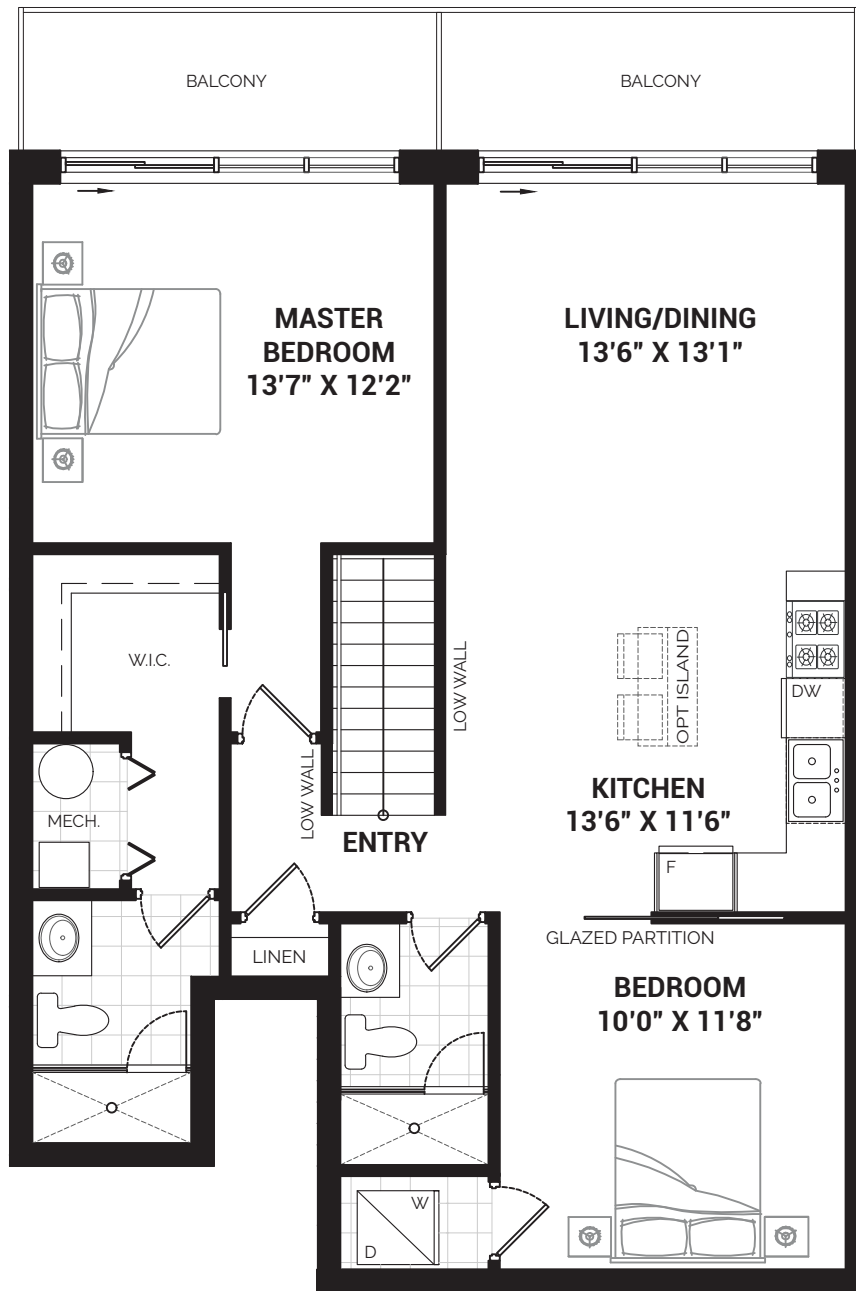 BALCONY
BALCONY
MASTER
BEDROOM
13'7" X 12'2"
LIVING/DINING
13'6" X 13'1"
W.I.C.
LOW WALL
OPT ISLAND
DW
LOW WALL
KITCHEN
13'6" X 11'6"
MECH.
ENTRY
F
GLAZED PARTITION
LINEN
BEDROOM
10'0" X 11'8"
W
D